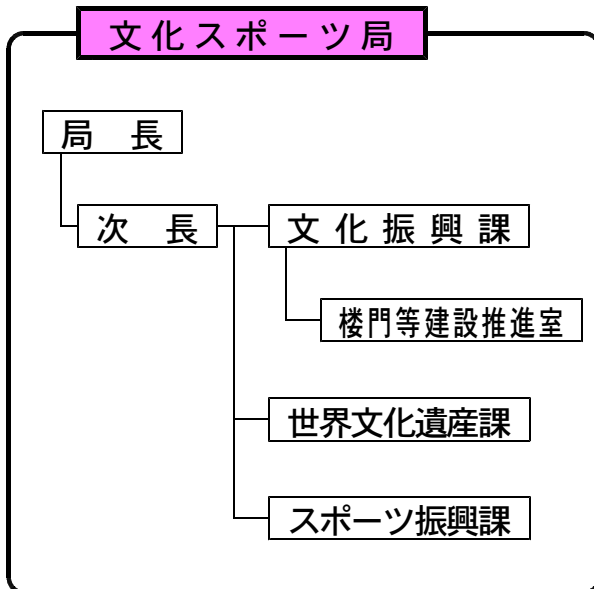 文化スポーツ局
局　長
次　長
文化振興課
楼門等建設推進室
世界文化遺産課
スポーツ振興課